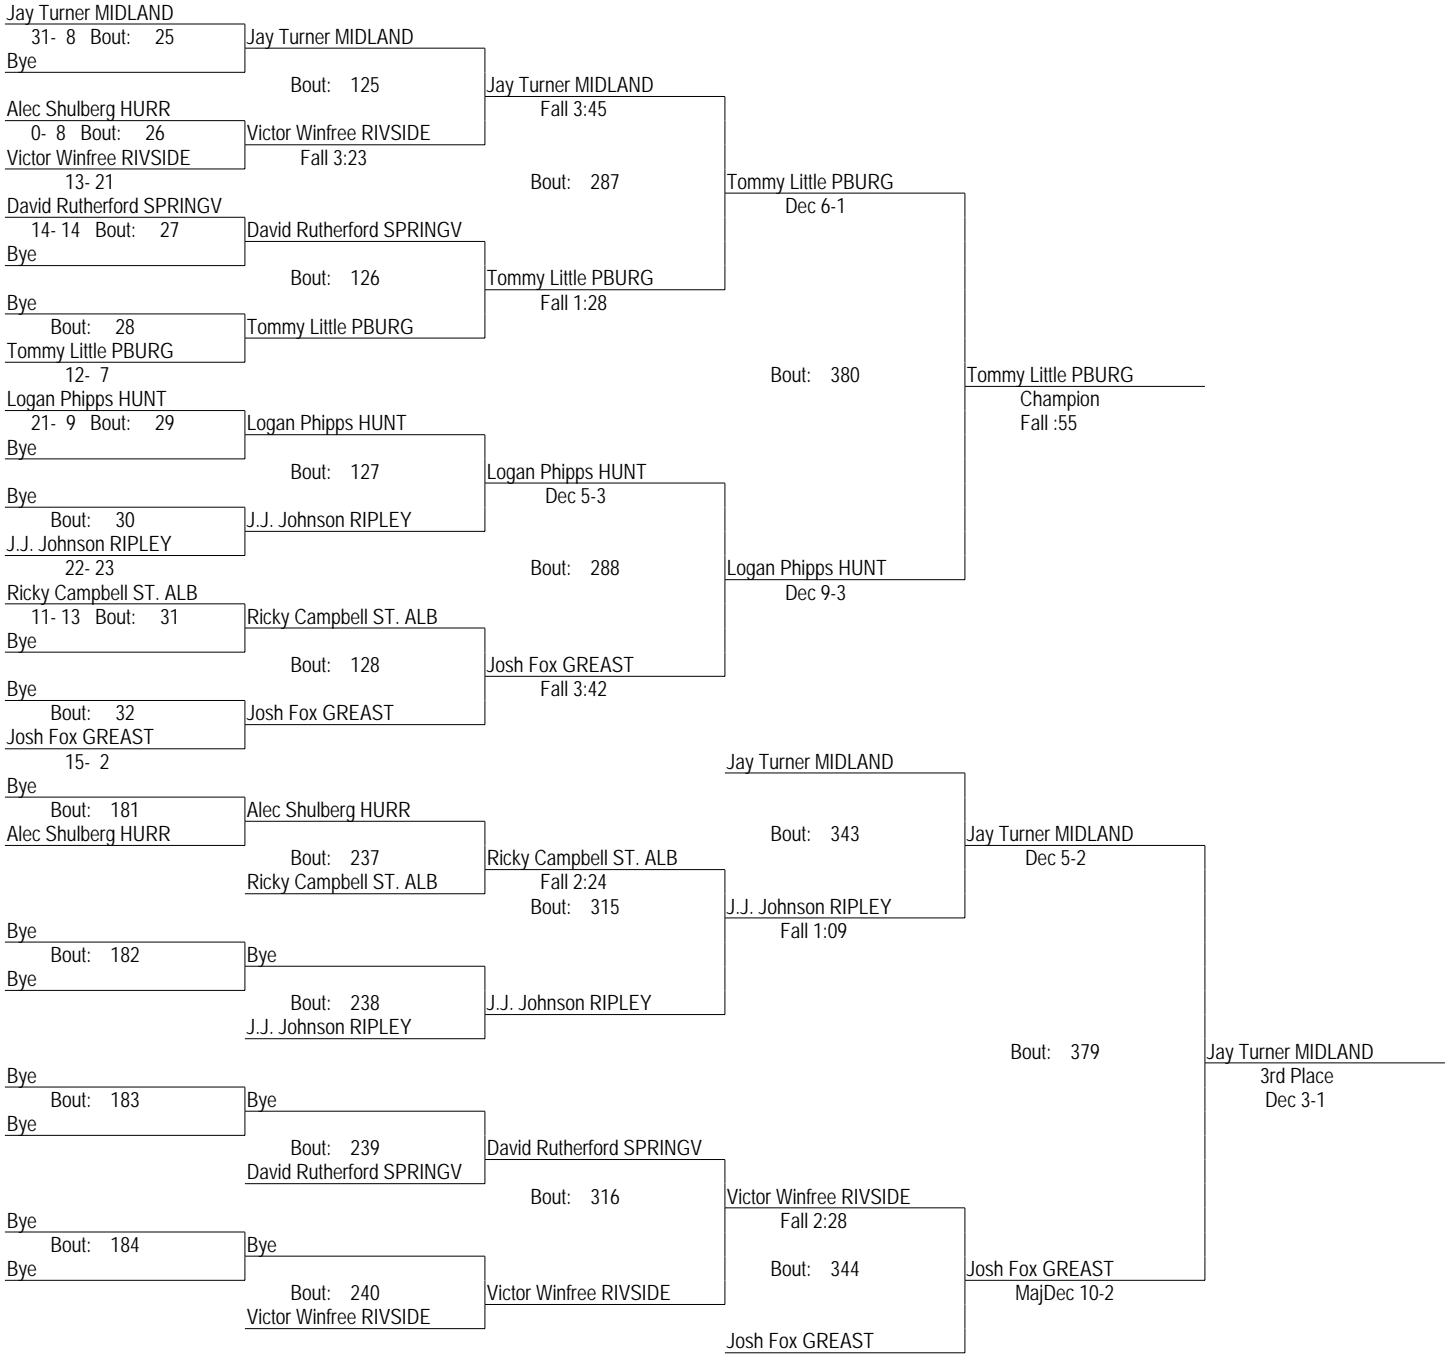 Jay Turner MIDLAND
31- 8 Bout: 25 Jay Turner MIDLAND
Bye
Bout: 125 Jay Turner MIDLAND
Alec Shulberg HURR Fall 3:45
0- 8 Bout: 26 Victor Winfree RIVSIDE
Victor Winfree RIVSIDE Fall 3:23
13- 21 Bout: 287 Tommy Little PBURG
David Rutherford SPRINGV Dec 6-1
14- 14 Bout: 27 David Rutherford SPRINGV
Bye
Bout: 126 Tommy Little PBURG
Bye Fall 1:28
Bout: 28 Tommy Little PBURG
Tommy Little PBURG
12- 7 Bout: 380 Tommy Little PBURG
Logan Phipps HUNT Champion
21- 9 Bout: 29 Logan Phipps HUNT Fall :55
Bye
Bout: 127 Logan Phipps HUNT
Bye Dec 5-3
Bout: 30 J.J. Johnson RIPLEY
J.J. Johnson RIPLEY
22- 23 Bout: 288 Logan Phipps HUNT
Ricky Campbell ST. ALB Dec 9-3
11- 13 Bout: 31 Ricky Campbell ST. ALB
Bye
Bout: 128 Josh Fox GREAST
Bye Fall 3:42
Bout: 32 Josh Fox GREAST
Josh Fox GREAST
15- 2 Jay Turner MIDLAND
Bye
Bout: 181 Alec Shulberg HURR
Alec Shulberg HURR Bout: 343 Jay Turner MIDLAND
Bout: 237 Ricky Campbell ST. ALB Dec 5-2
Ricky Campbell ST. ALB Fall 2:24
Bout: 315 J.J. Johnson RIPLEY
Bye Fall 1:09
Bout: 182 Bye
Bye
Bout: 238 J.J. Johnson RIPLEY
J.J. Johnson RIPLEY
Bout: 379 Jay Turner MIDLAND
Bye 3rd Place
Bout: 183 Bye Dec 3-1
Bye
Bout: 239 David Rutherford SPRINGV
David Rutherford SPRINGV
Bout: 316 Victor Winfree RIVSIDE
Bye Fall 2:28
Bout: 184 Bye
Bye Bout: 344 Josh Fox GREAST
Bout: 240 Victor Winfree RIVSIDE MajDec 10-2
Victor Winfree RIVSIDE
Josh Fox GREAST